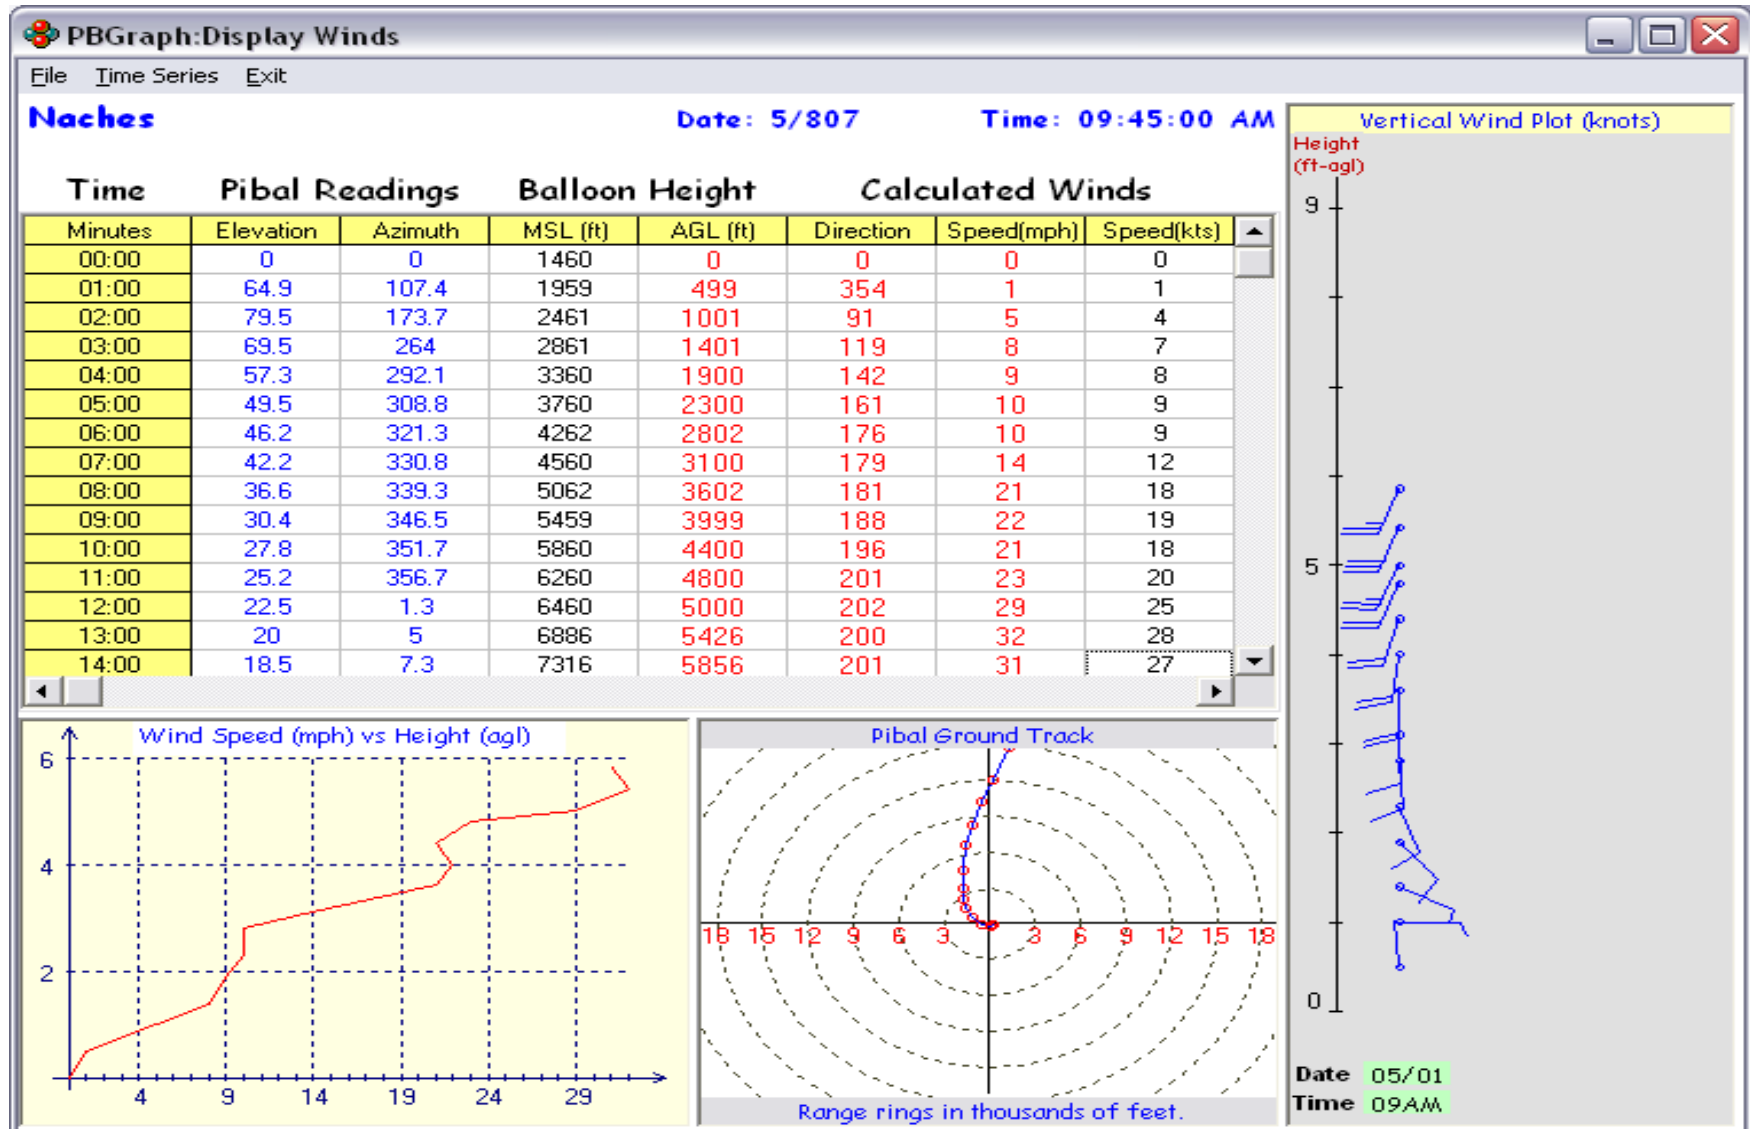 PBGraph:Display Winds
File Time Series Exit
Naches Date: 5/807 Time: 09:45:00 AM
Time Pibal Readings Balloon Height Calculated Winds
Minutes Elevation Azimuth MSL (ft) AGL (ft) Direction Speed(mph) Speed(kts)
00:00 0 0 1460 0 0 0 0
01:00 64.9 107.4 1959 499 354 1 1
02:00 79.5 173.7 2461 1001 91 5 4
03:00 69.5 264 2861 1401 119 8 7
04:00 57.3 292.1 3360 1900 142 9 8
05:00 49.5 308.8 3760 2300 161 10 9
06:00 46.2 321.3 4262 2802 176 10 9
07:00 42.2 330.8 4560 3100 179 14 12
08:00 36.6 339.3 5062 3602 181 21 18
09:00 30.4 346.5 5459 3999 188 22 19
10:00 27.8 351.7 5860 4400 196 21 18
11:00 25.2 356.7 6260 4800 201 23 20
12:00 22.5 1.3 6460 5000 202 29 25
13:00 20 5 6886 5426 200 32 28
14:00 18.5 7.3 7316 5856 201 31 27
Wind Speed (mph) vs Height (agl)
6
4
2
4 9 14 19 24 29
Pibal Ground Track
18 15 12 9 6 3 3 6 9 12 15 18
Range rings in thousands of feet.
Vertical Wind Plot (knots)
Height
(ft-agl)
9
5
0
Date 05/01
Time 09AM